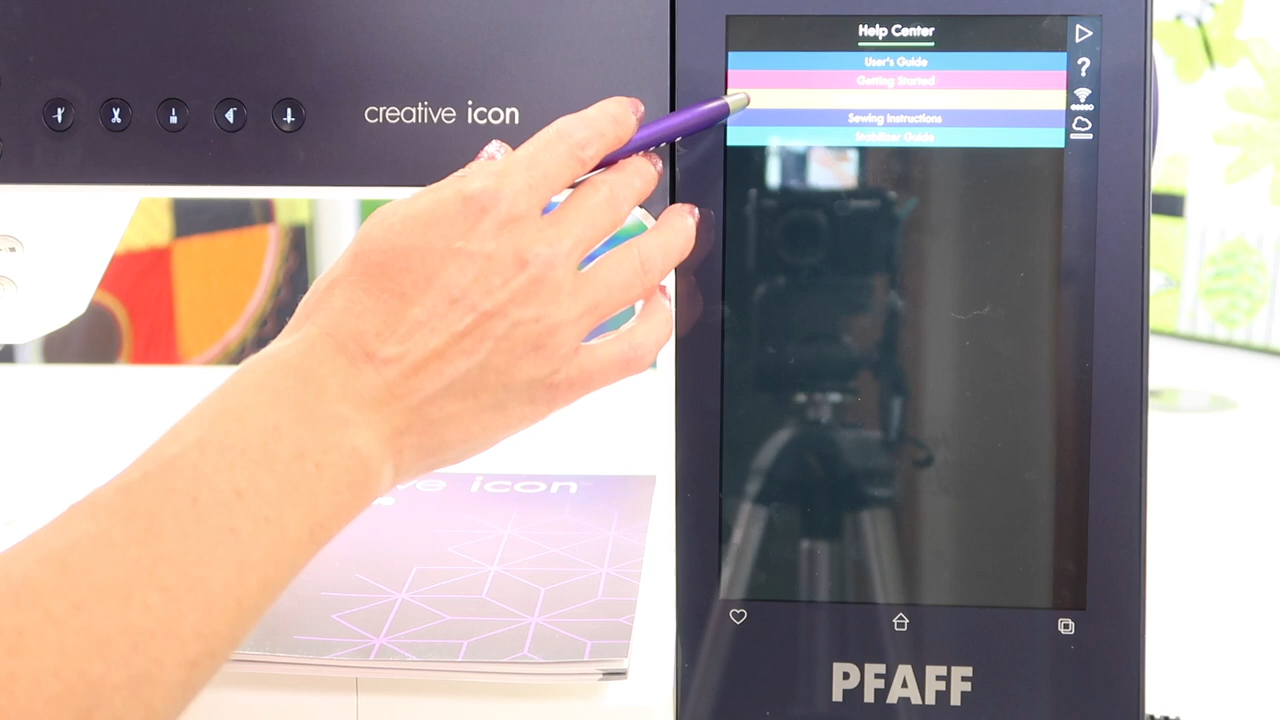 creative icon
Help Center
User's Guide
Getting Started
Sewing Instructions
Stabilizer Guide
icon
PFAFF